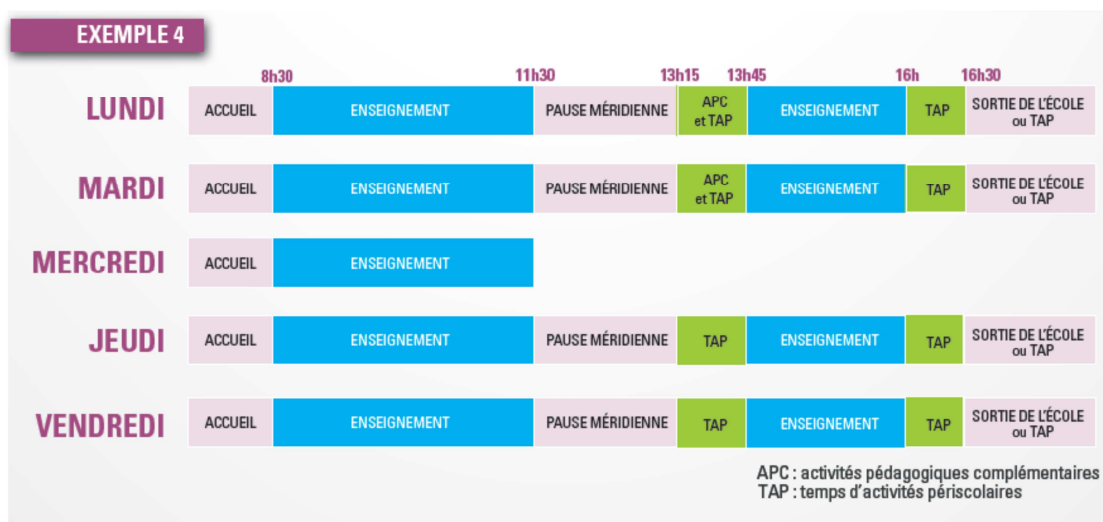 EXEMPLE 4
8h30 11h30 13h15 13h45 16h 16h30
LUNDI ACCUEIL ENSEIGNEMENT PAUSE MÉRIDIENNE APC et TAP ENSEIGNEMENT TAP SORTIE DE L'ÉCOLE ou TAP
MARDI ACCUEIL ENSEIGNEMENT PAUSE MÉRIDIENNE APC et TAP ENSEIGNEMENT TAP SORTIE DE L'ÉCOLE ou TAP
MERCREDI ACCUEIL ENSEIGNEMENT
JEUDI ACCUEIL ENSEIGNEMENT PAUSE MÉRIDIENNE TAP ENSEIGNEMENT TAP SORTIE DE L'ÉCOLE ou TAP
VENDREDI ACCUEIL ENSEIGNEMENT PAUSE MÉRIDIENNE TAP ENSEIGNEMENT TAP SORTIE DE L'ÉCOLE ou TAP
APC : activités pédagogiques complémentaires
TAP : temps d'activités périscolaires